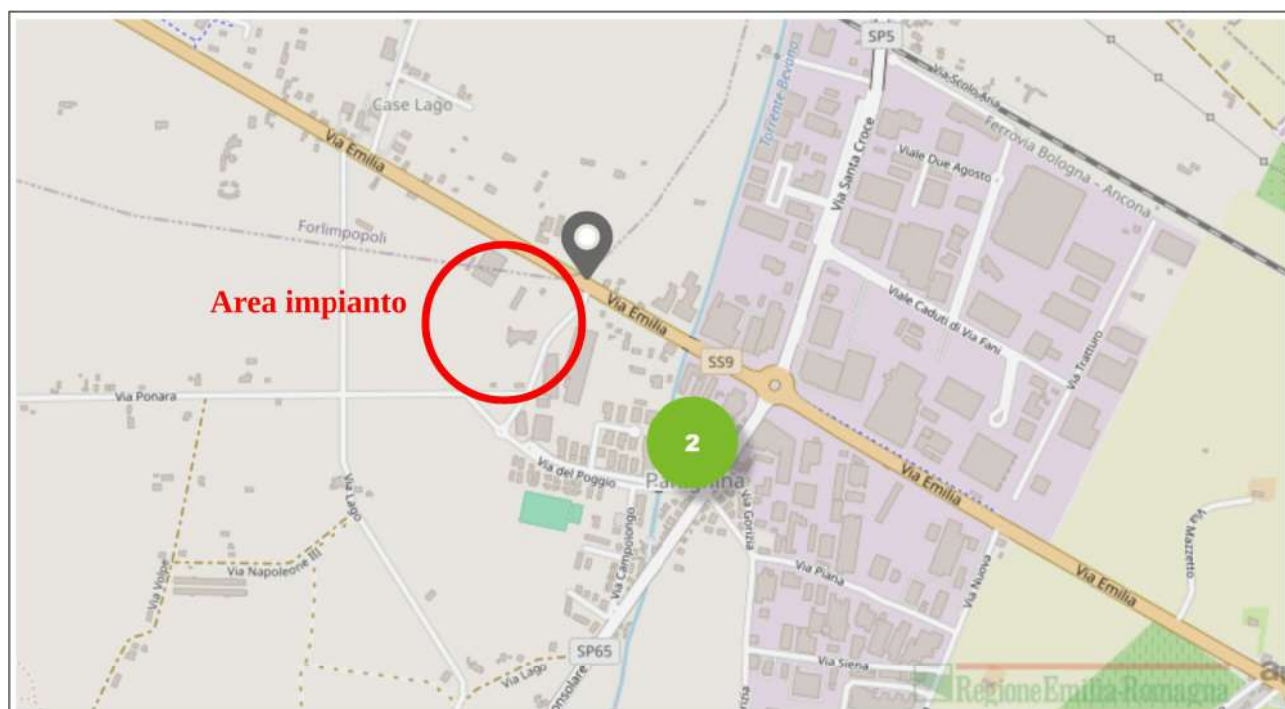 SP5
Via Scolo Aria
Torrente Bevano
Case Lago
Via Emilia
Ferrovia Bologna - Ancona
Viale Due Agosto
Via Santa Croce
Forlimpopoli
Area impianto
Via Emilia
Viale Caduti di Via Fani
Via Tratturo
SS9
Via Ponara
2
Via del Poggio
Via Emilia
Via Lago
Via Campolongo
Via Gorizia
Via Mazzetto
Via Volpe
Via Napoleone III
Via Piana
Via Nuova
Via Emilia
SP65
Via Lago
Via Siena
RegioneEmilia-Romagna